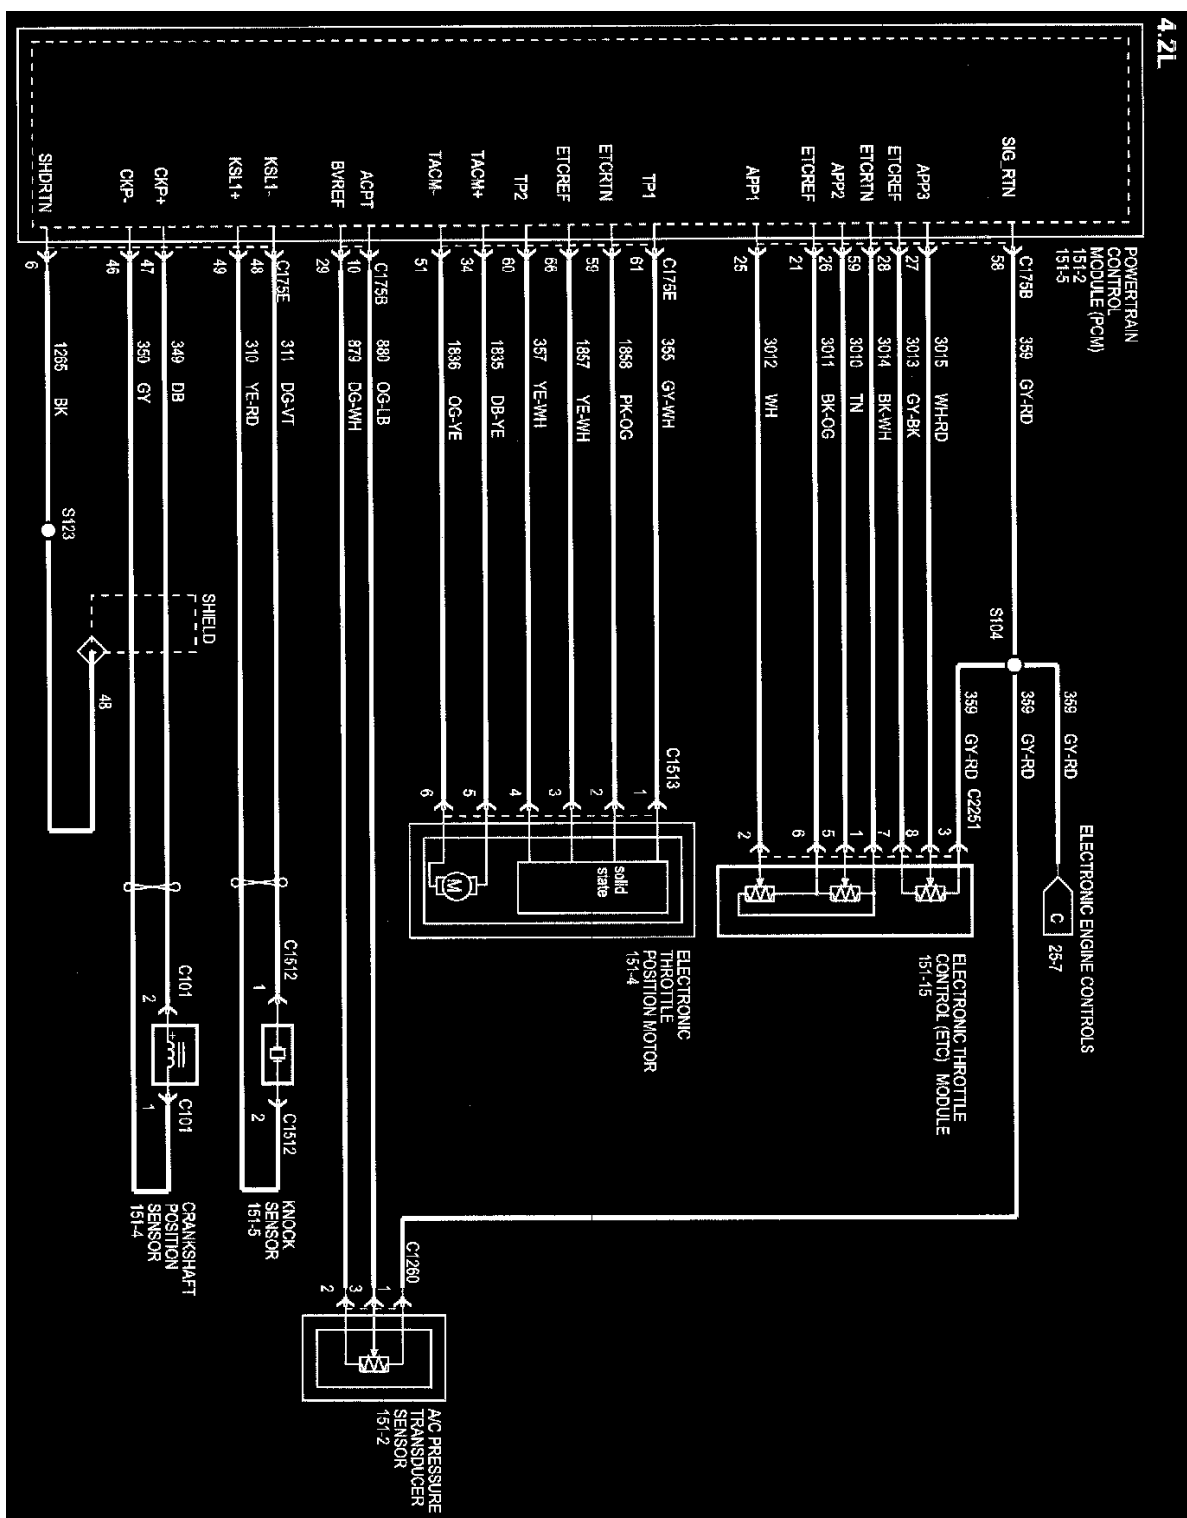 4.2L
POWERTRAIN
CONTROL
MODULE (PCM)
151-2
151-5
SIG_RTN
58
C175B
359 GY-RD
S104
359 GY-RD
ELECTRONIC ENGINE CONTROLS
C
25-7
359 GY-RD
359 GY-RD
C2251
3
APP3
27
3015 WH-RD
8
ETCREF
28
3013 GY-BK
7
ETCRTN
59
3014 BK-WH
1
APP2
26
3010 TN
5
ETCREF
21
3011 BK-OG
6
APP1
25
3012 WH
2
ELECTRONIC THROTTLE
CONTROL (ETC) MODULE
151-15
TP1
61
C175E
355 GY-WH
C1513
1
ETCRTN
59
1858 PK-OG
2
ETCREF
56
1857 YE-WH
3
TP2
60
357 YE-WH
4
TACM+
34
1835 DB-YE
5
TACM-
51
1836 OG-YE
6
solid
state
M
ELECTRONIC
THROTTLE
POSITION MOTOR
151-4
ACPT
10
C175B
880 OG-LB
BVREF
29
879 DG-WH
C1260
1
3
2
A/C PRESSURE
TRANSDUCER
SENSOR
151-2
KSL1-
48
C175E
311 DG-VT
C1512
1
KSL1+
49
310 YE-RD
C1512
2
KNOCK
SENSOR
151-5
CKP+
47
349 DB
C101
2
+
CKP-
46
350 GY
C101
1
CRANKSHAFT
POSITION
SENSOR
151-4
SHDRTN
6
1265 BK
S123
SHIELD
48